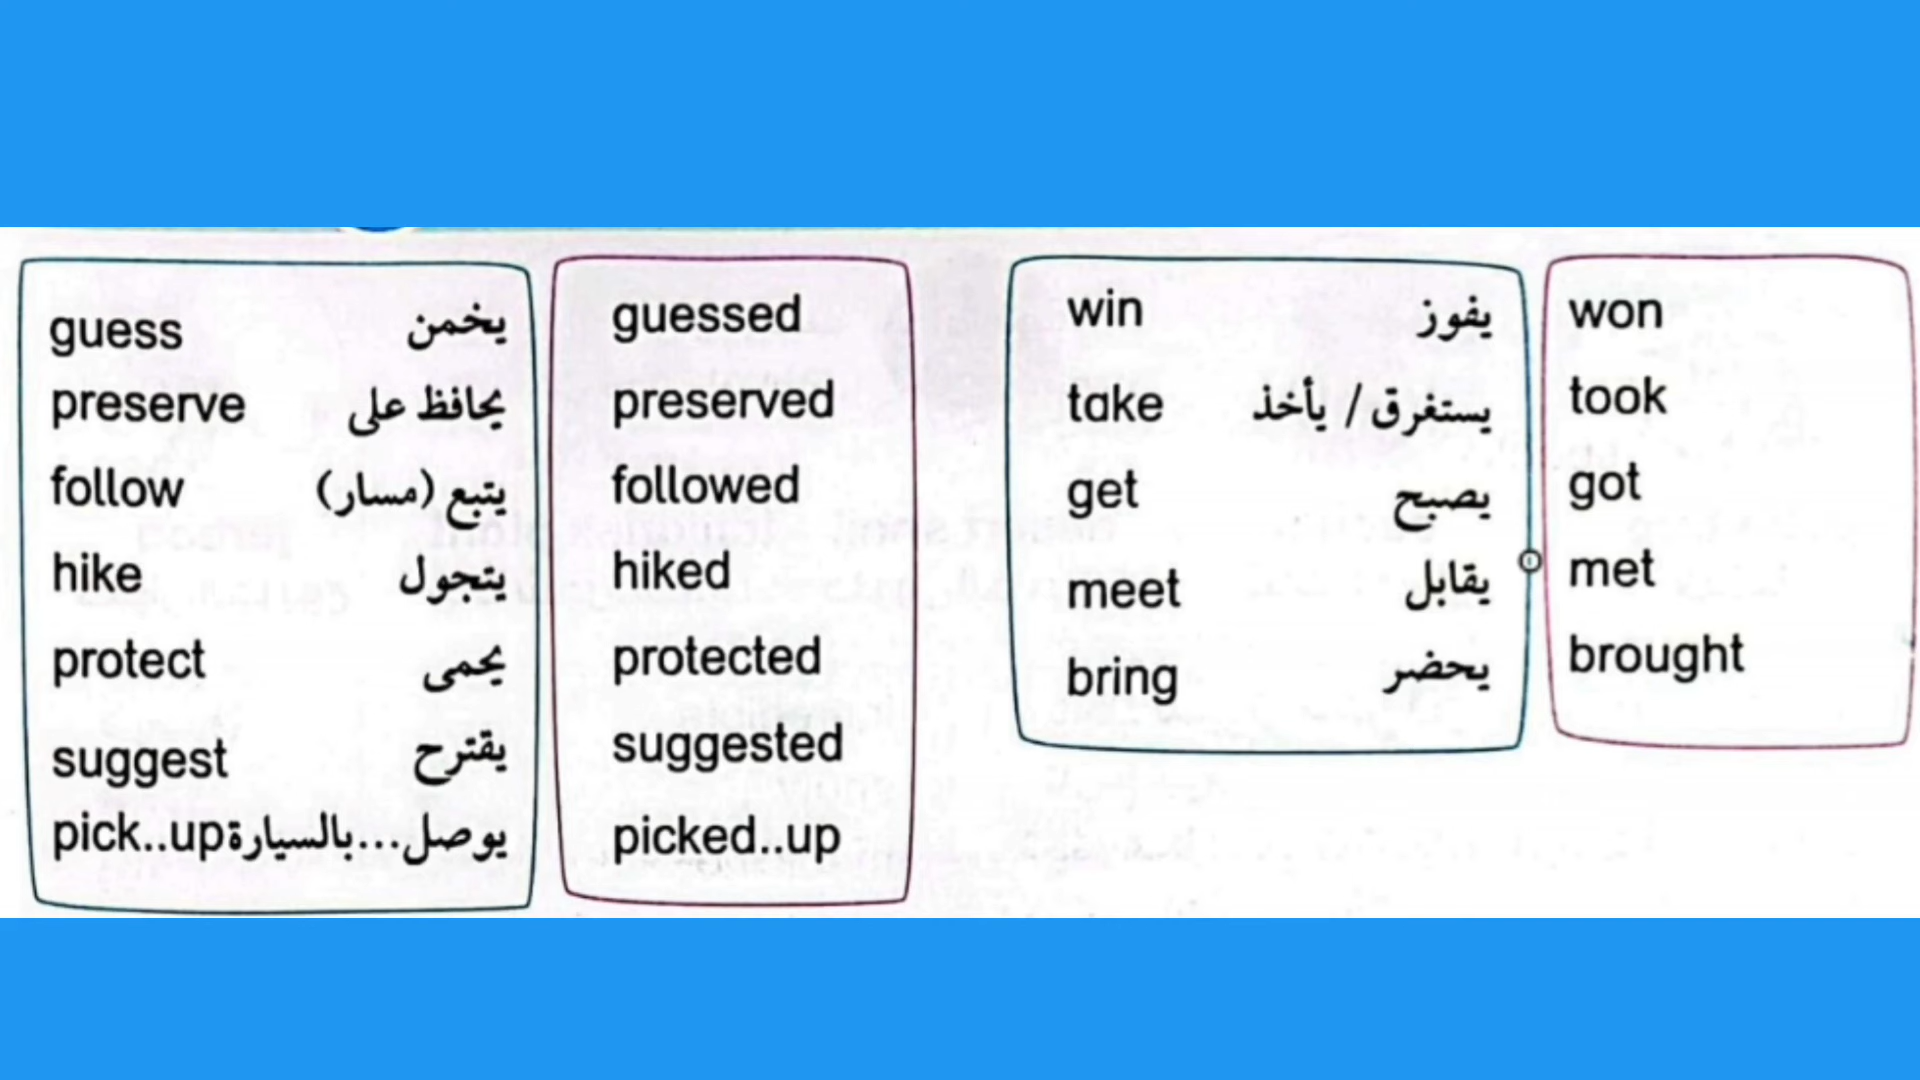 guess يخمن guessed
preserve يحافظ على preserved
follow يتبع (مسار) followed
hike يتجول hiked
protect يحمى protected
suggest يقترح suggested
pick..up يوصل...بالسيارة picked..up
win يفوز won
take يستغرق / يأخذ took
get يصبح got
meet يقابل met
bring يحضر brought